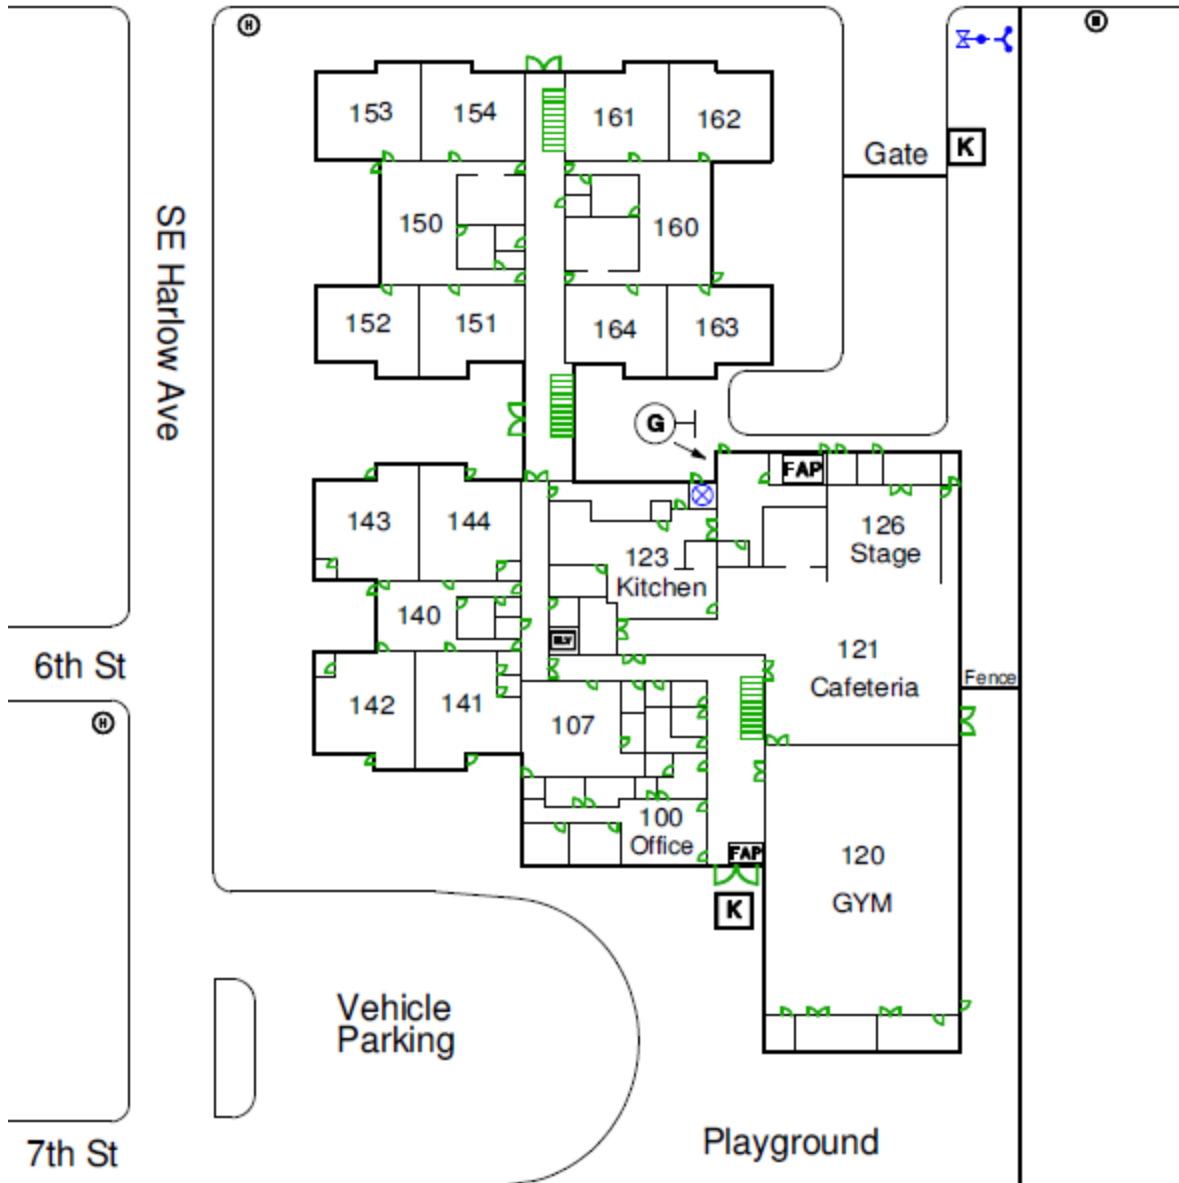 H
H
153
154
161
162
Gate
K
SE Harlow Ave
150
160
152
151
164
163
G
FAP
143
144
126
Stage
123
Kitchen
140
6th St
121
Cafeteria
Fence
H
142
141
107
100
Office
FAP
120
GYM
K
Vehicle
Parking
Playground
7th St